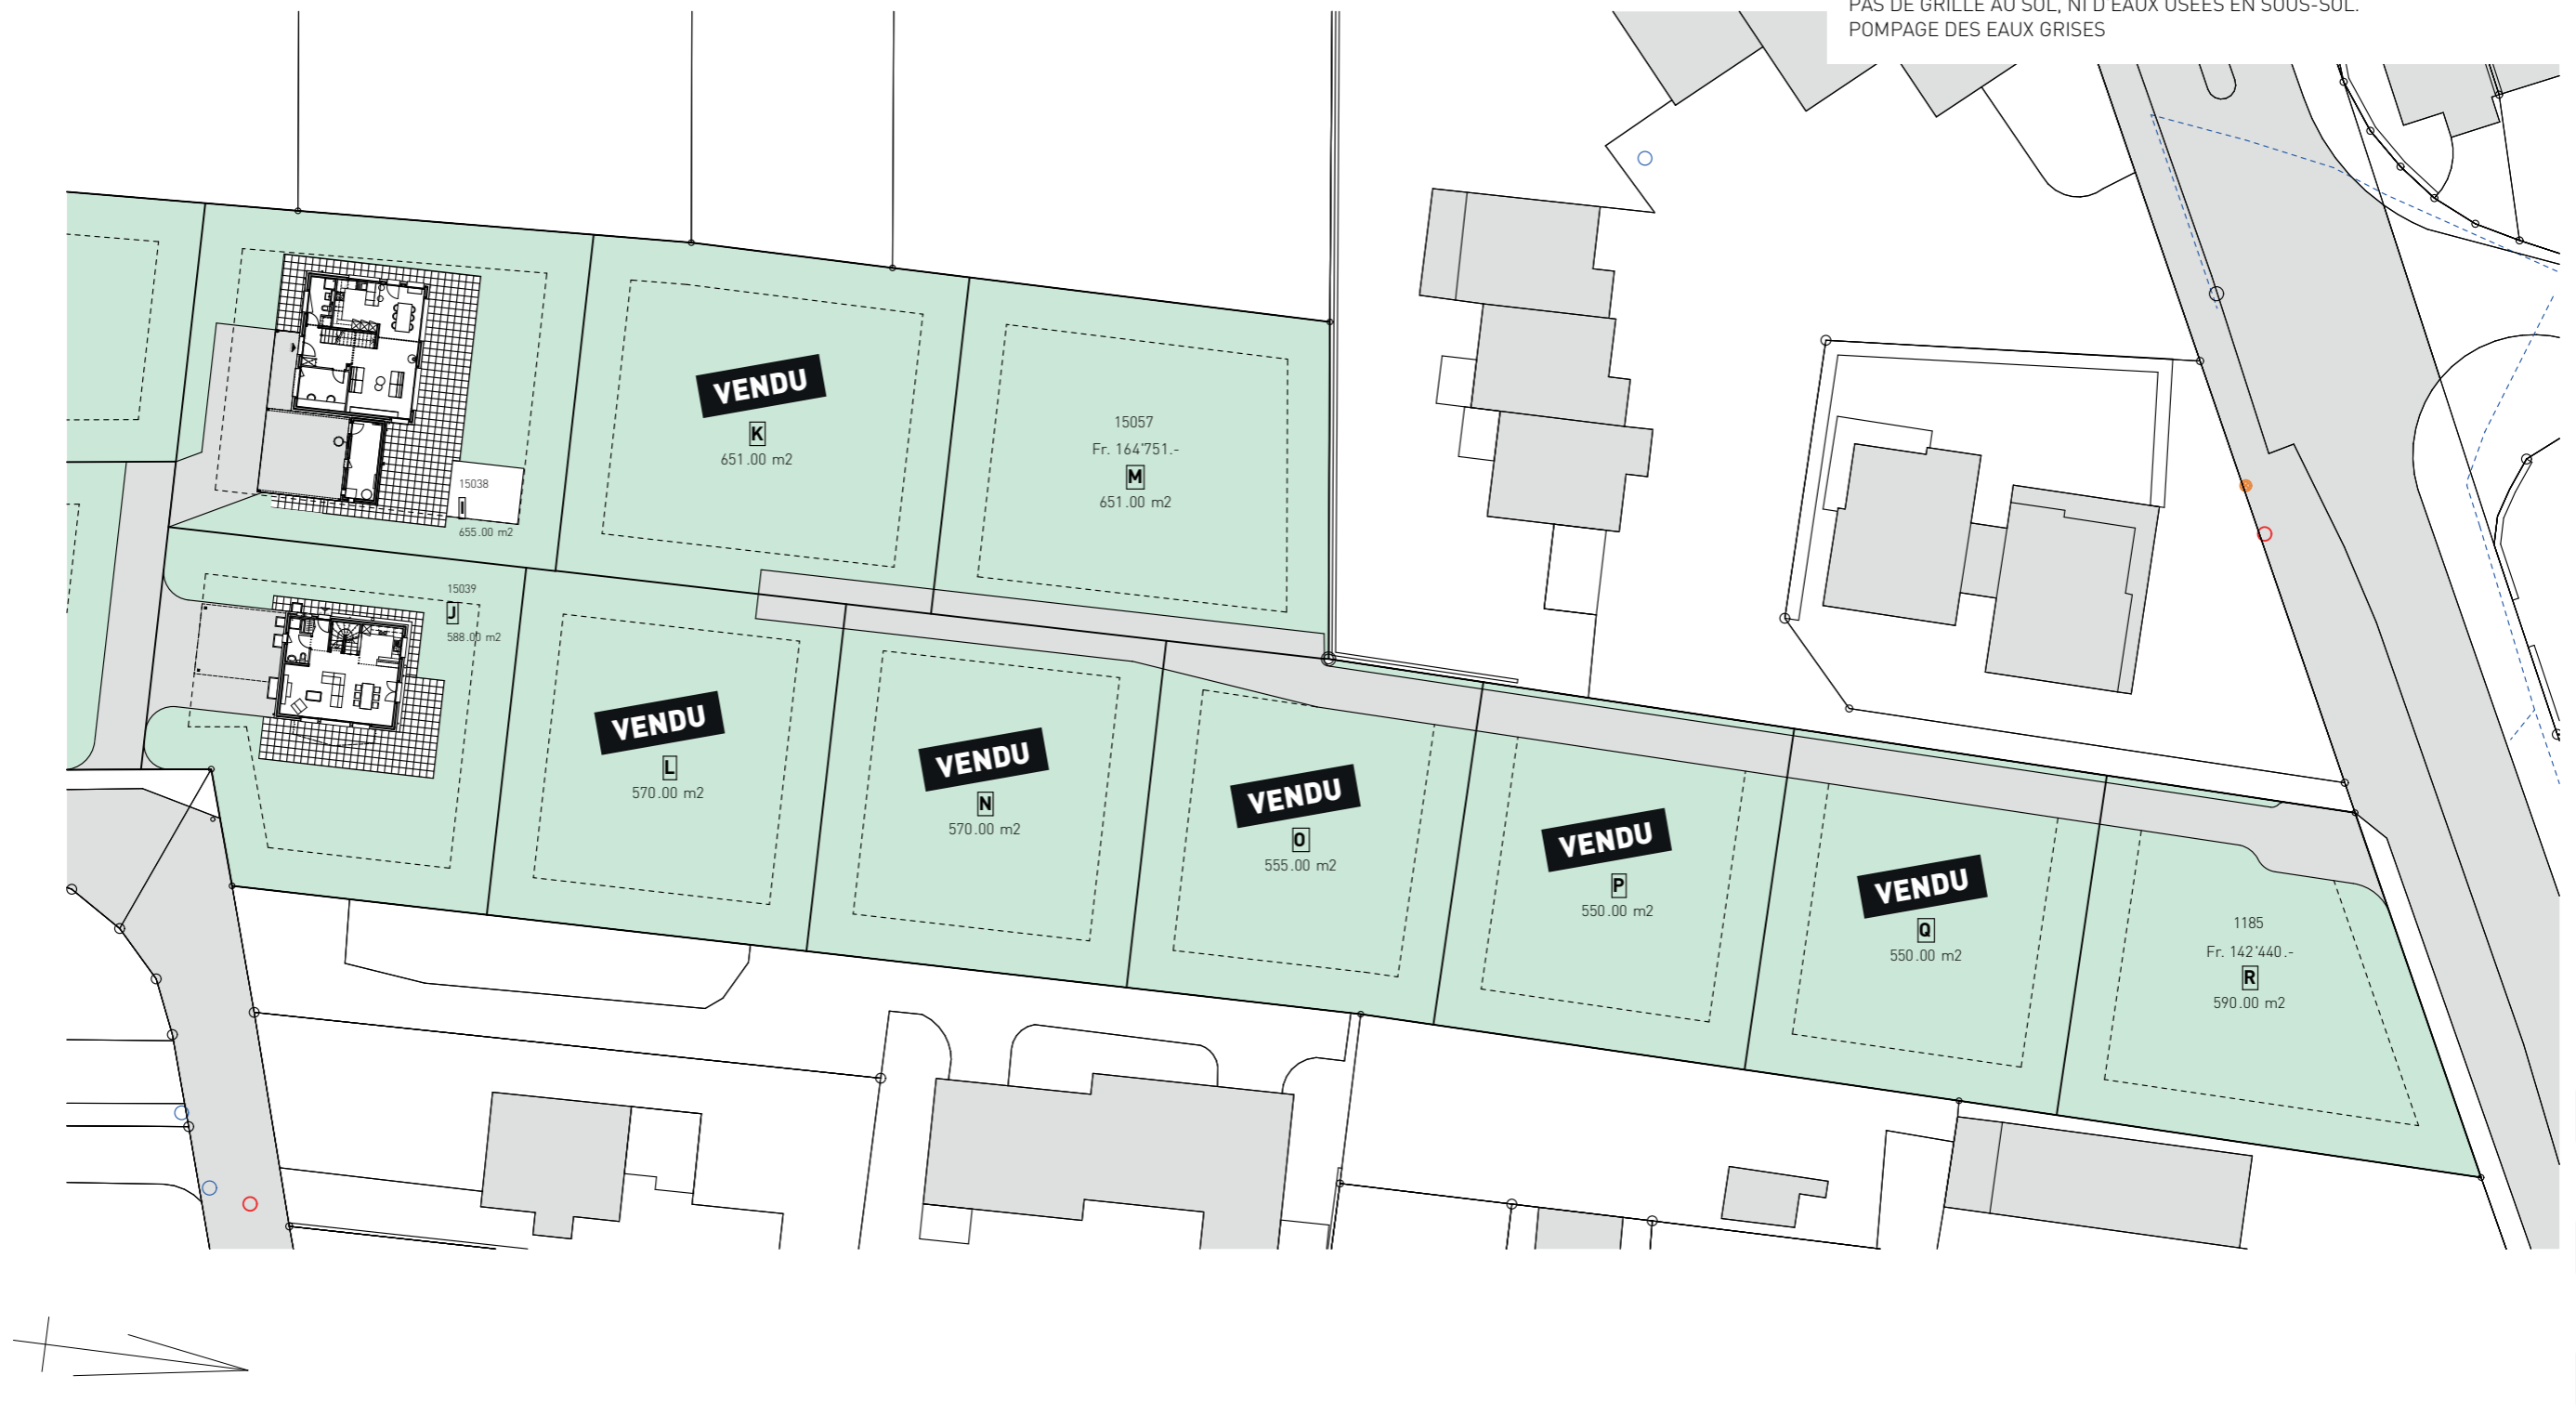 PAS DE GRILLE AU SOL, NI D'EAUX USÉES EN SOUS-SOL.
POMPAGE DES EAUX GRISES
VENDU
K
651.00 m2
15057
Fr. 164'751.-
M
651.00 m2
15038
I
655.00 m2
15039
J
588.00 m2
VENDU
L
570.00 m2
VENDU
N
570.00 m2
VENDU
O
555.00 m2
VENDU
P
550.00 m2
VENDU
Q
550.00 m2
1185
Fr. 142'440.-
R
590.00 m2